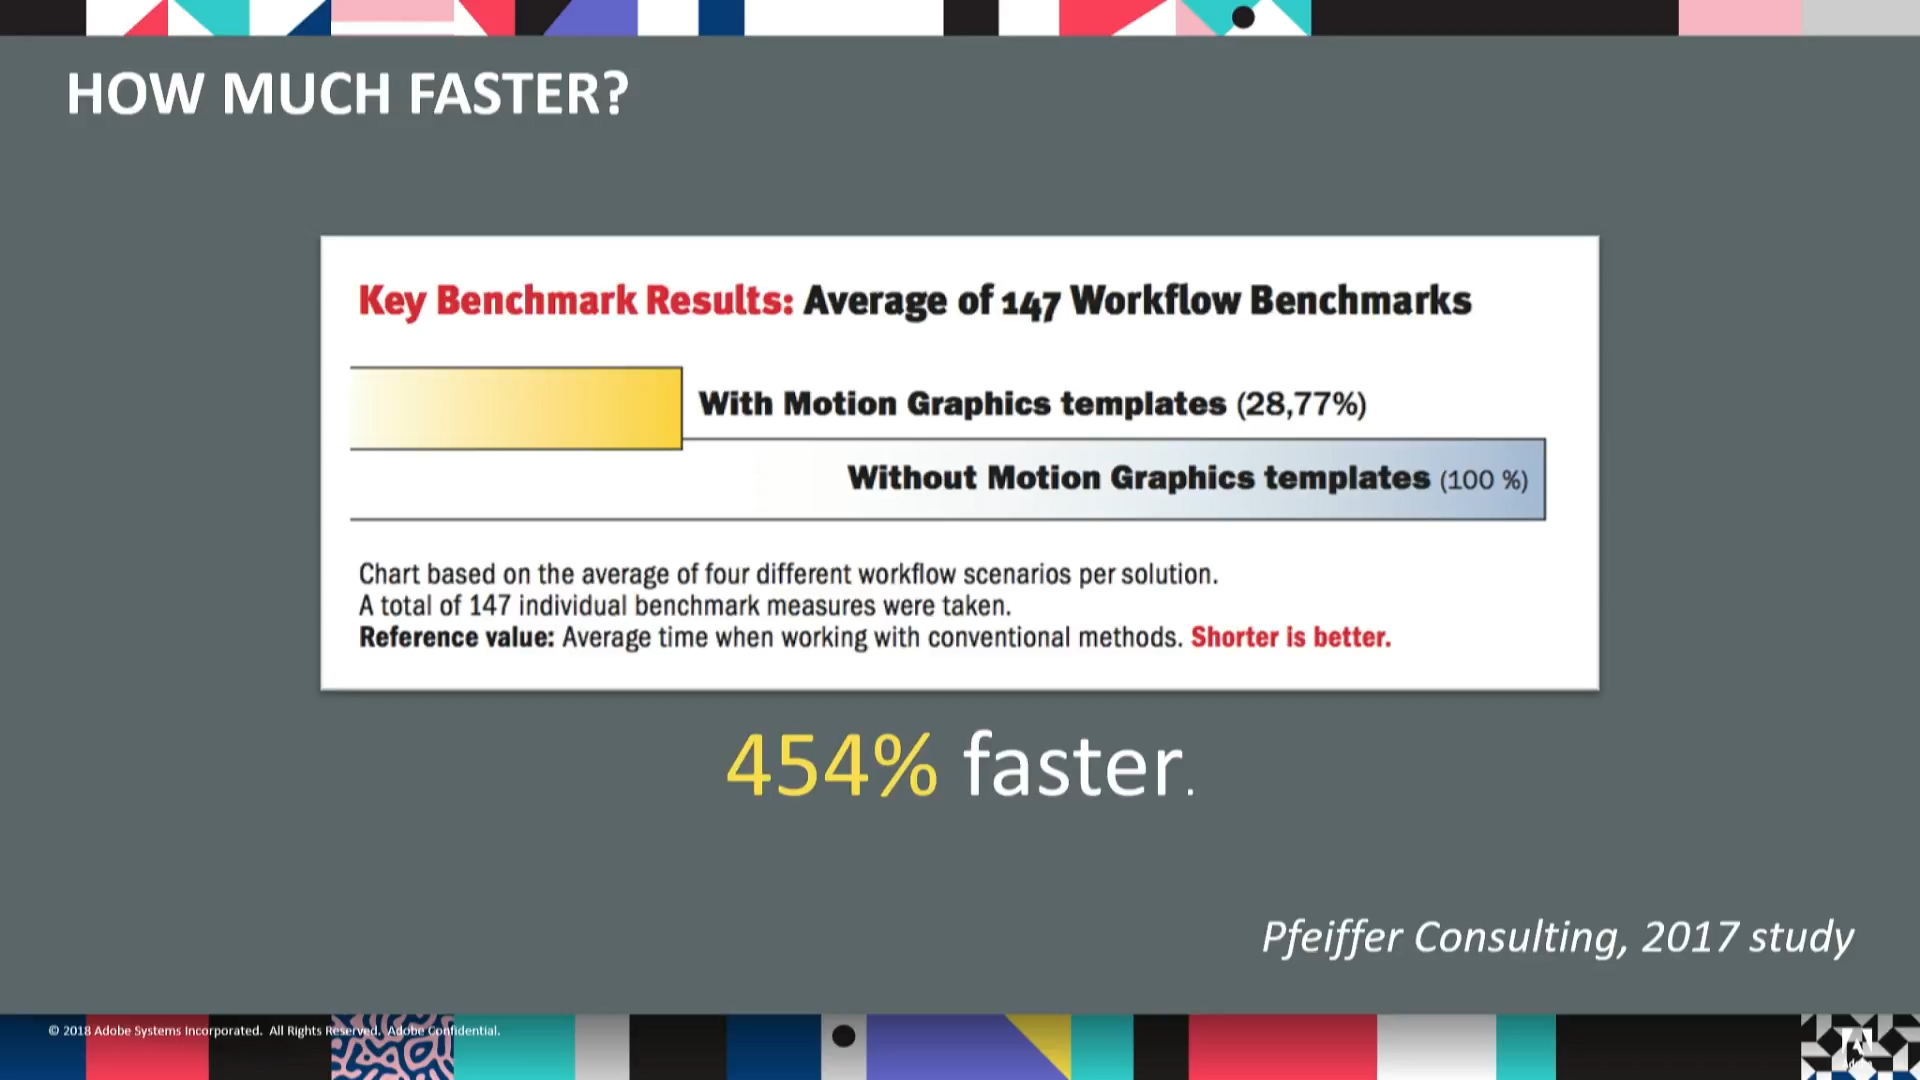 HOW MUCH FASTER?
Key Benchmark Results: Average of 147 Workflow Benchmarks
With Motion Graphics templates (28,77%)
Without Motion Graphics templates (100 %)
Chart based on the average of four different workflow scenarios per solution.
A total of 147 individual benchmark measures were taken.
Reference value: Average time when working with conventional methods. Shorter is better.
454% faster.
Pfeiffer Consulting, 2017 study
© 2018 Adobe Systems Incorporated. All Rights Reserved. Adobe Confidential.